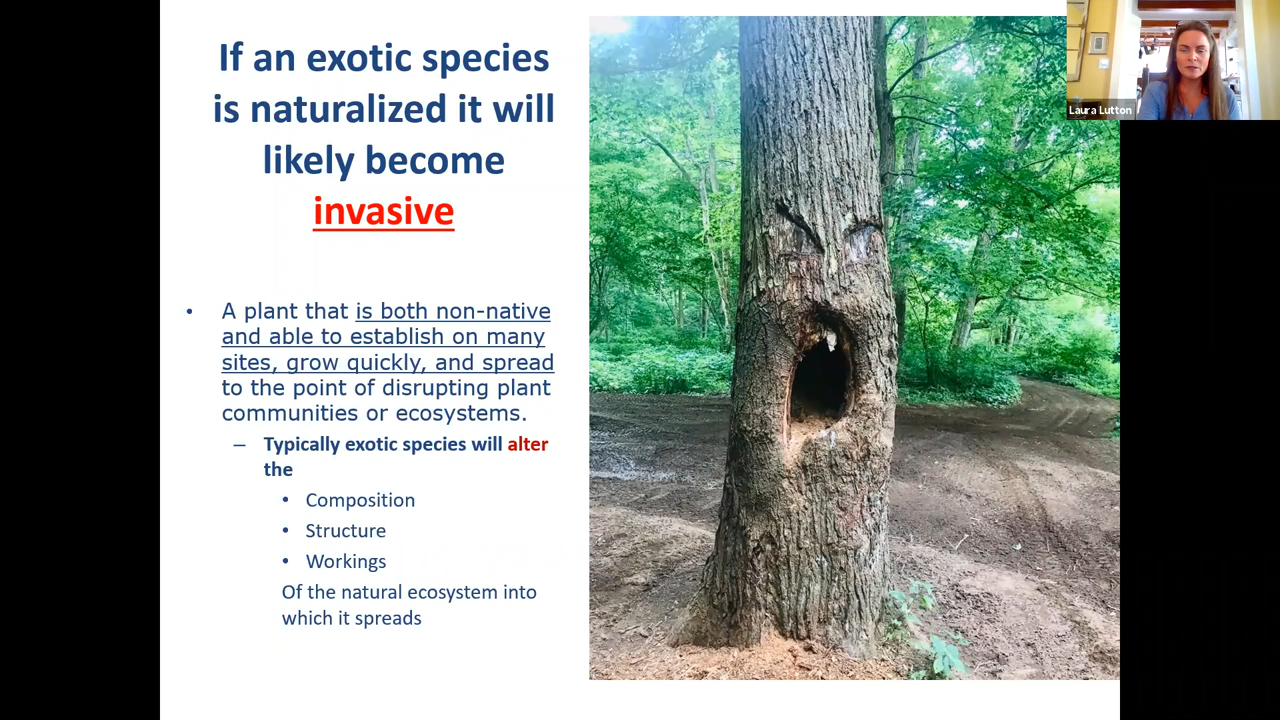 If an exotic species
is naturalized it will
likely become
invasive
• A plant that is both non-native
and able to establish on many
sites, grow quickly, and spread
to the point of disrupting plant
communities or ecosystems.
– Typically exotic species will alter
the
• Composition
• Structure
• Workings
Of the natural ecosystem into
which it spreads
Laura Lutton